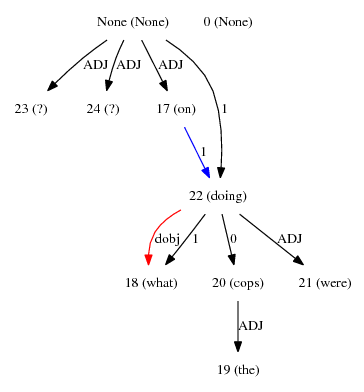 None (None) 0 (None)
ADJ ADJ ADJ
23 (?) 24 (?) 17 (on) 1
1
22 (doing)
dobj 1 0 ADJ
18 (what) 20 (cops) 21 (were)
ADJ
19 (the)